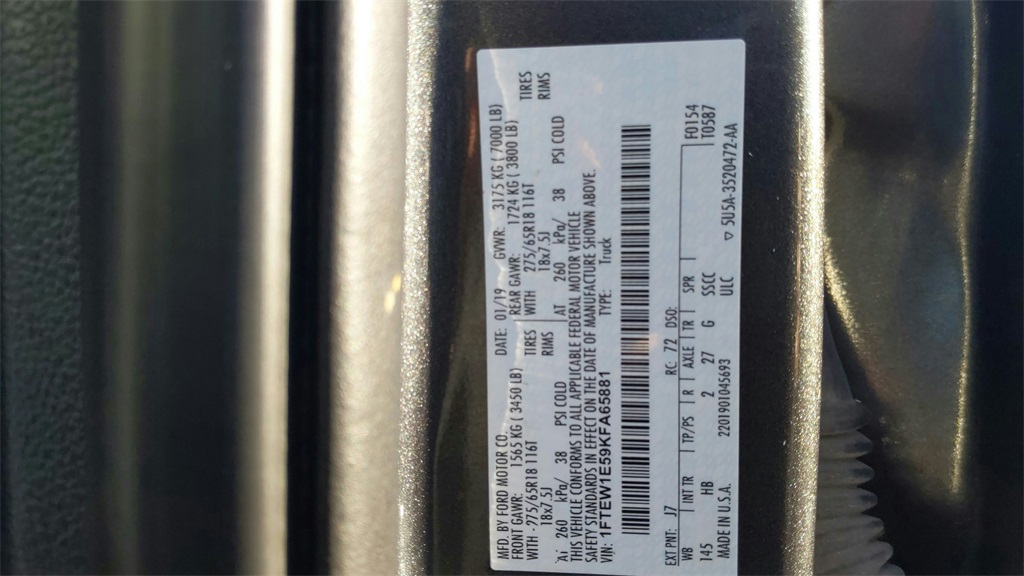 MFD. BY FORD MOTOR CO. DATE: 01/19 GVWR: 3175 KG ( 7000 LB)
FRONT GAWR: 1565 KG ( 3450 LB) REAR GAWR: 1724 KG ( 3800 LB)
WITH 275/65R18 116T TIRES WITH 275/65R18 116T TIRES
18x7.5J RIMS 18x7.5J RIMS
At 260 kPa/ 38 PSI COLD AT 260 kPa/ 38 PSI COLD
THIS VEHICLE CONFORMS TO ALL APPLICABLE FEDERAL MOTOR VEHICLE
SAFETY STANDARDS IN EFFECT ON THE DATE OF MANUFACTURE SHOWN ABOVE.
VIN: 1FTEW1E59KFA65881 TYPE: Truck
EXT PNT: J7 RC: 72 DSO: F0154
WB INT TR TP/PS R AXLE TR SPR T0587
145 HB 2 27 G SSCC
MADE IN U.S.A. 2201901045693 ULC ▽ 5U5A-3520472-AA